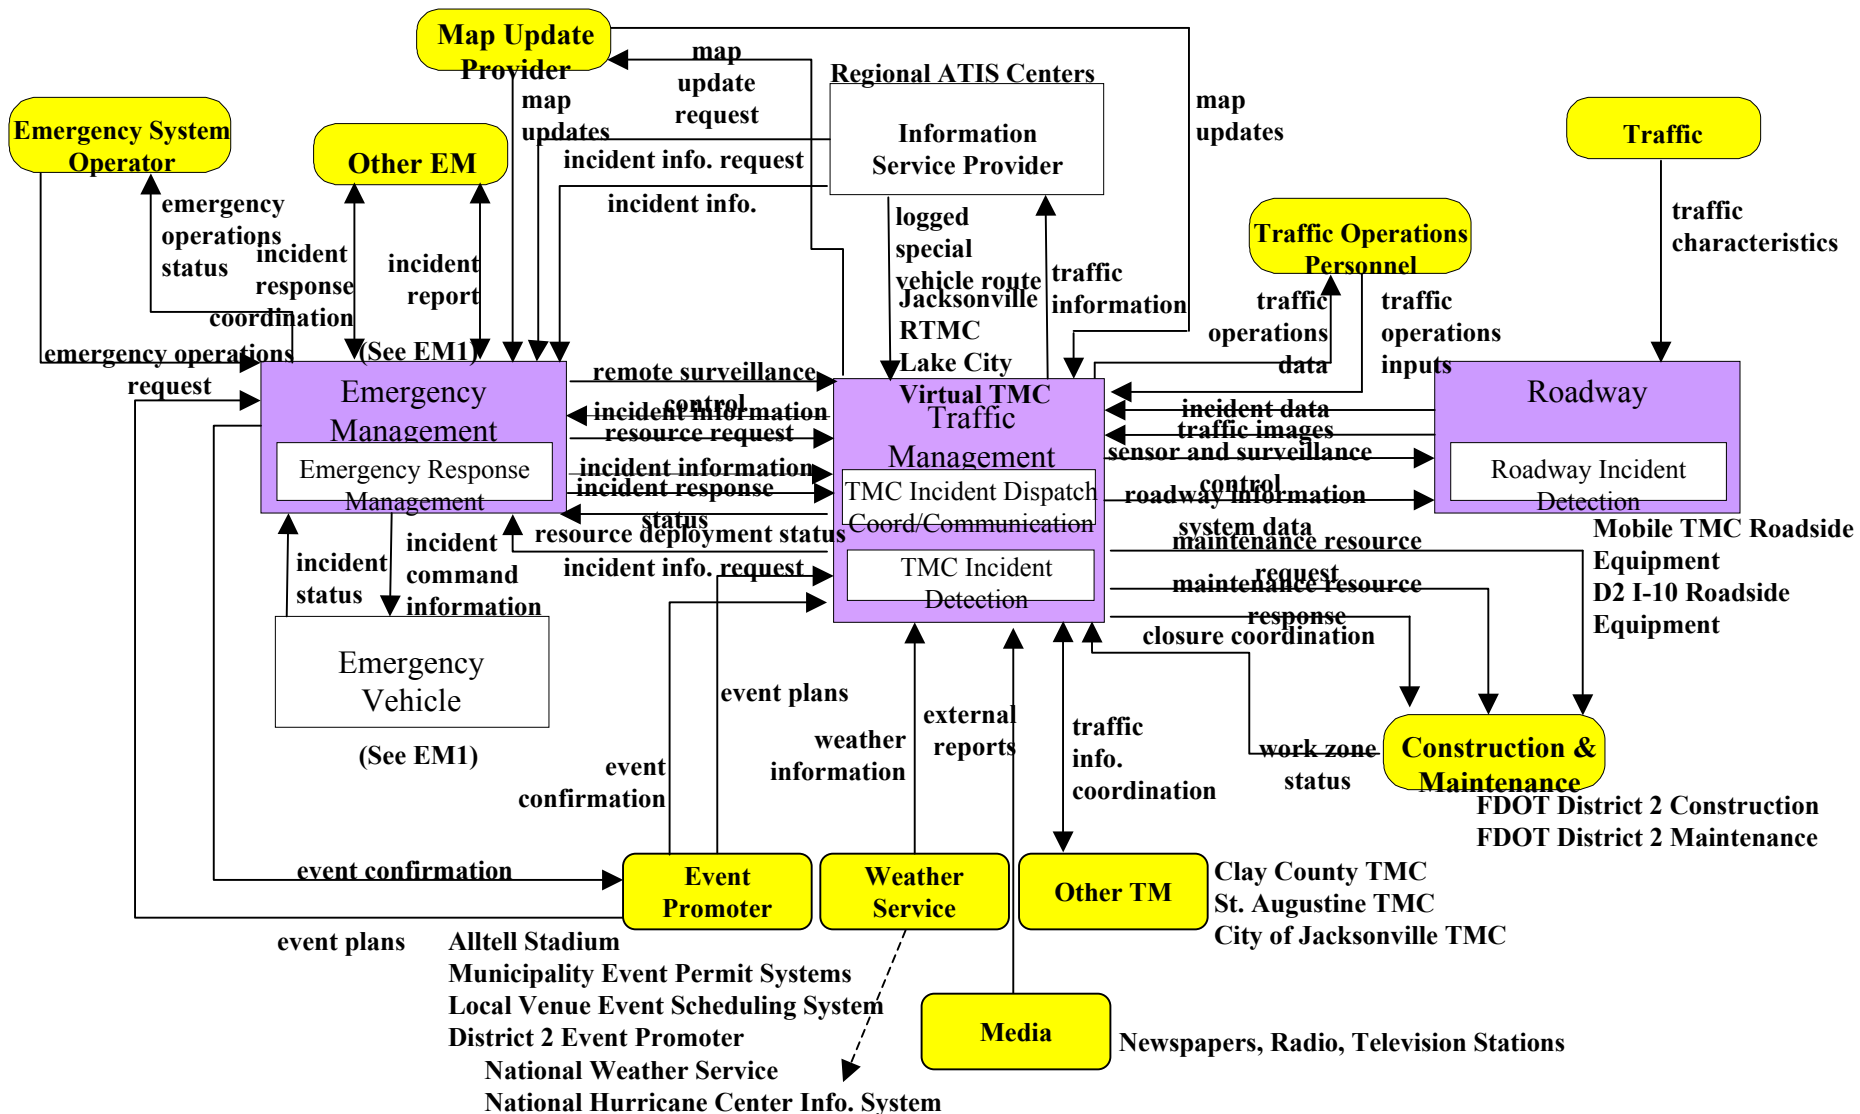 Map Update
Provider
map
update
request
Regional ATIS Centers
map
updates
map
updates
Emergency System
Operator
Other EM
incident info. request
Information
Service Provider
Traffic
incident info.
emergency
operations
status
incident
response
coordination
incident
report
logged
special
vehicle route
Jacksonville
RTMC
Lake City
Virtual TMC
traffic
information
Traffic Operations
Personnel
traffic
characteristics
traffic
operations
data
traffic
operations
inputs
emergency operations
request
(See EM1)
Emergency
Management
Emergency Response
Management
remote surveillance
control
incident information
resource request
incident information
incident response
status
resource deployment status
incident info. request
Traffic
Management
TMC Incident Dispatch
Coord/Communication
TMC Incident
Detection
incident data
traffic images
sensor and surveillance
control
roadway information
system data
maintenance resource
request
maintenance resource
response
closure coordination
Roadway
Roadway Incident
Detection
Mobile TMC Roadside
Equipment
D2 I-10 Roadside
Equipment
incident
status
incident
command
information
Emergency
Vehicle
(See EM1)
event plans
event
confirmation
weather
information
external
reports
traffic
info.
coordination
work zone
status
Construction &
Maintenance
FDOT District 2 Construction
FDOT District 2 Maintenance
event confirmation
event plans
Event
Promoter
Weather
Service
Other TM
Clay County TMC
St. Augustine TMC
City of Jacksonville TMC
Alltell Stadium
Municipality Event Permit Systems
Local Venue Event Scheduling System
District 2 Event Promoter
National Weather Service
National Hurricane Center Info. System
Media
Newspapers, Radio, Television Stations